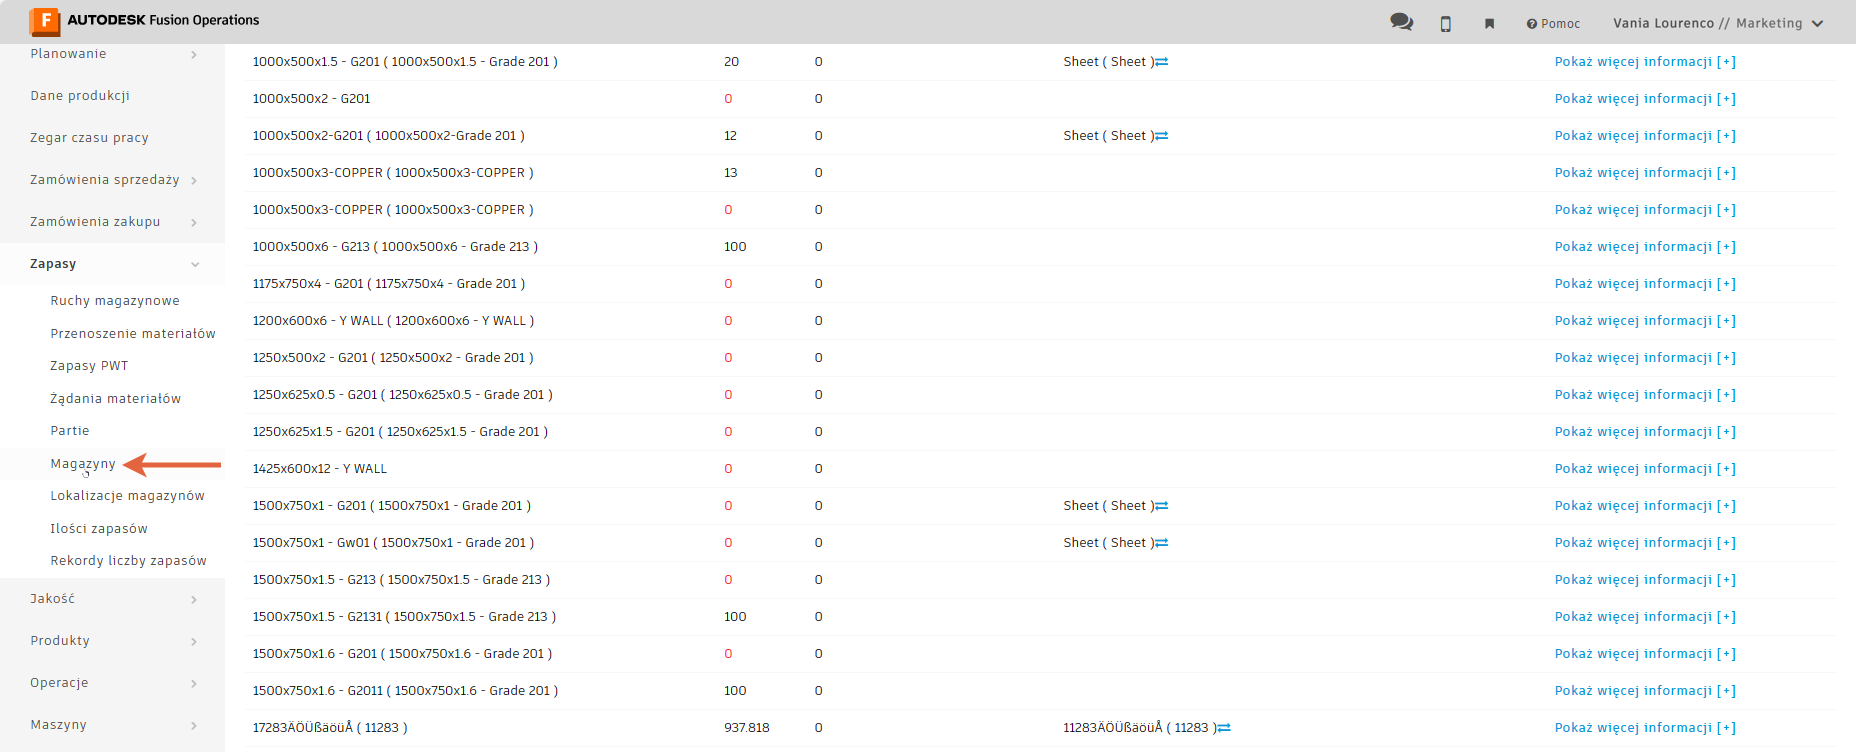 AUTODESK Fusion Operations
Pomoc
Vania Lourenco // Marketing
Planowanie
Dane produkcji
Zegar czasu pracy
Zamówienia sprzedaży
Zamówienia zakupu
Zapasy
Ruchy magazynowe
Przenoszenie materiałów
Zapasy PWT
Żądania materiałów
Partie
Magazyny
Lokalizacje magazynów
Ilości zapasów
Rekordy liczby zapasów
Jakość
Produkty
Operacje
Maszyny
1000x500x1.5 - G201 ( 1000x500x1.5 - Grade 201 ) 20 0 Sheet ( Sheet ) Pokaż więcej informacji [+]
1000x500x2 - G201 0 0 Pokaż więcej informacji [+]
1000x500x2-G201 ( 1000x500x2-Grade 201 ) 12 0 Sheet ( Sheet ) Pokaż więcej informacji [+]
1000x500x3-COPPER ( 1000x500x3-COPPER ) 13 0 Pokaż więcej informacji [+]
1000x500x3-COPPER ( 1000x500x3-COPPER ) 0 0 Pokaż więcej informacji [+]
1000x500x6 - G213 ( 1000x500x6 - Grade 213 ) 100 0 Pokaż więcej informacji [+]
1175x750x4 - G201 ( 1175x750x4 - Grade 201 ) 0 0 Pokaż więcej informacji [+]
1200x600x6 - Y WALL ( 1200x600x6 - Y WALL ) 0 0 Pokaż więcej informacji [+]
1250x500x2 - G201 ( 1250x500x2 - Grade 201 ) 0 0 Pokaż więcej informacji [+]
1250x625x0.5 - G201 ( 1250x625x0.5 - Grade 201 ) 0 0 Pokaż więcej informacji [+]
1250x625x1.5 - G201 ( 1250x625x1.5 - Grade 201 ) 0 0 Pokaż więcej informacji [+]
1425x600x12 - Y WALL 0 0 Pokaż więcej informacji [+]
1500x750x1 - G201 ( 1500x750x1 - Grade 201 ) 0 0 Sheet ( Sheet ) Pokaż więcej informacji [+]
1500x750x1 - Gw01 ( 1500x750x1 - Grade 201 ) 0 0 Sheet ( Sheet ) Pokaż więcej informacji [+]
1500x750x1.5 - G213 ( 1500x750x1.5 - Grade 213 ) 0 0 Pokaż więcej informacji [+]
1500x750x1.5 - G2131 ( 1500x750x1.5 - Grade 213 ) 100 0 Pokaż więcej informacji [+]
1500x750x1.6 - G201 ( 1500x750x1.6 - Grade 201 ) 0 0 Pokaż więcej informacji [+]
1500x750x1.6 - G2011 ( 1500x750x1.6 - Grade 201 ) 100 0 Pokaż więcej informacji [+]
17283ÄÖÜßäöüÅ ( 11283 ) 937.818 0 11283ÄÖÜßäöüÅ ( 11283 ) Pokaż więcej informacji [+]